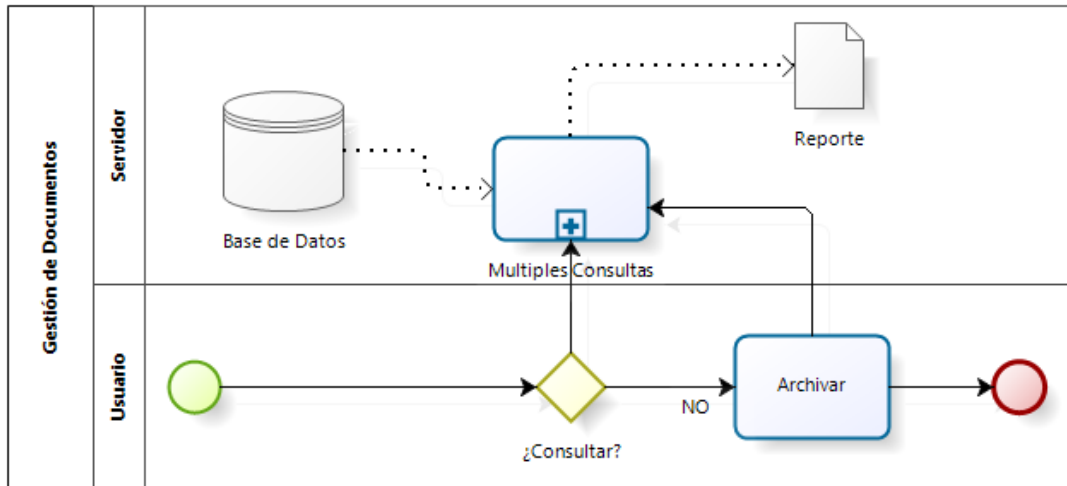 Gestión de Documentos
Servidor
Base de Datos
Multiples Consultas
Reporte
Usuario
¿Consultar?
NO
Archivar